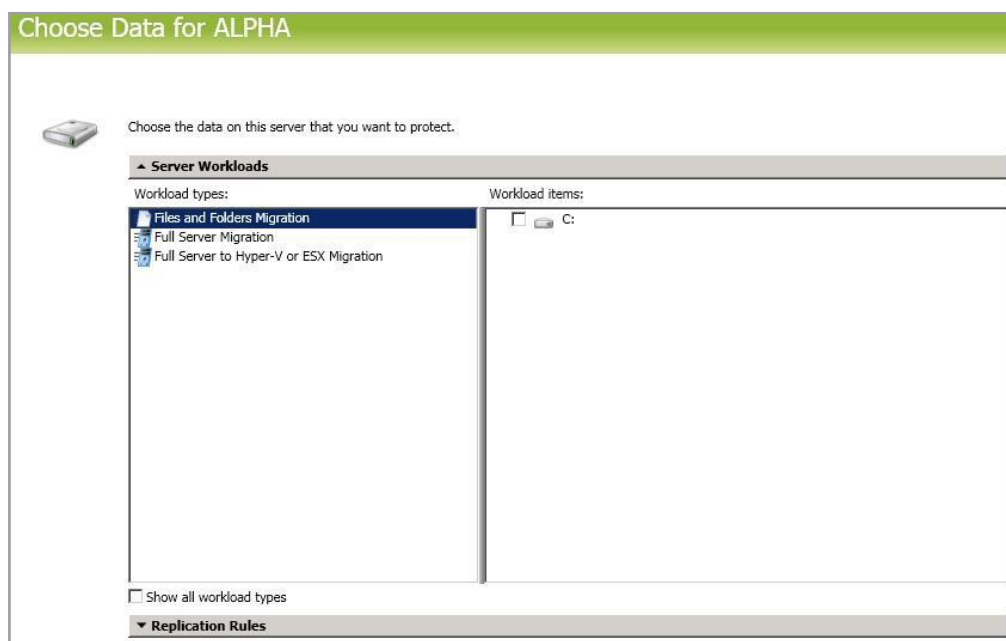 Choose Data for ALPHA
Choose the data on this server that you want to protect.
Server Workloads
Workload types:
Workload items:
Files and Folders Migration
C:
Full Server Migration
Full Server to Hyper-V or ESX Migration
Show all workload types
Replication Rules